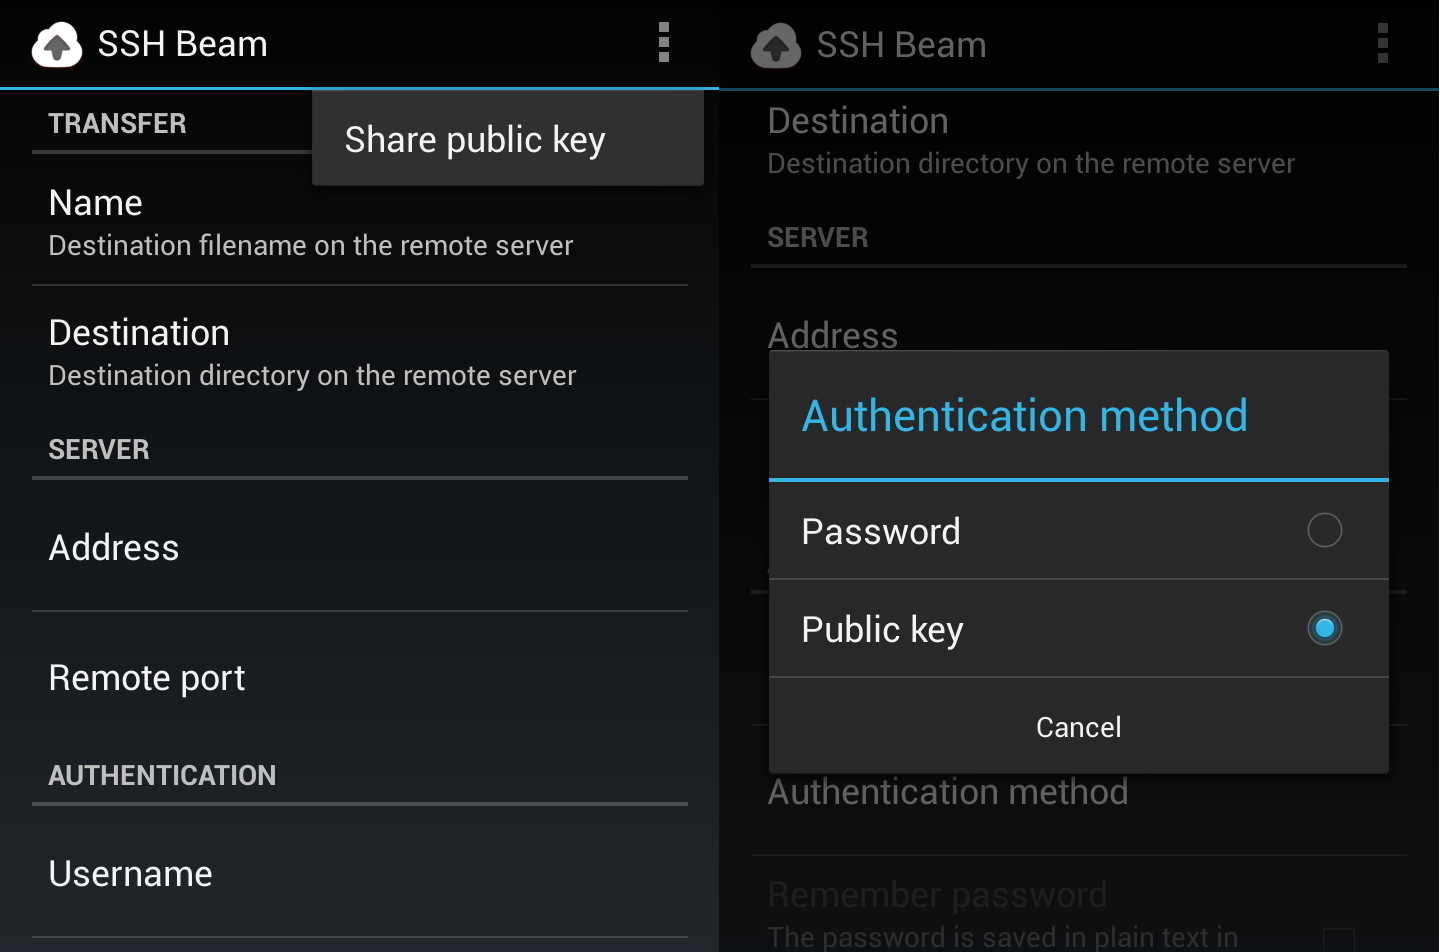 SSH Beam
Share public key
TRANSFER
Name
Destination filename on the remote server
Destination
Destination directory on the remote server
SERVER
Address
Remote port
AUTHENTICATION
Username
SSH Beam
Destination
Destination directory on the remote server
SERVER
Address
Authentication method
Password
Public key
Cancel
Authentication method
Remember password
The password is saved in plain text in